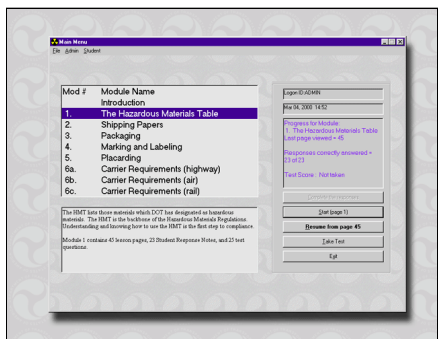 Main Menu
File Admin Student
Mod # Module Name
Introduction
1. The Hazardous Materials Table
2. Shipping Papers
3. Packaging
4. Marking and Labeling
5. Placarding
6a. Carrier Requirements (highway)
6b. Carrier Requirements (air)
6c. Carrier Requirements (rail)
The HMT lists those materials which DOT has designated as hazardous
materials. The HMT is the backbone of the Hazardous Materials Regulations.
Understanding and knowing how to use the HMT is the first step to compliance.
Module 1 contains 45 lesson pages, 23 Student Response Notes, and 25 test
questions.
Logon ID:ADMIN
Mar 04, 2000 14:52
Progress for Module:
1. The Hazardous Materials Table
Last page viewed = 45
Responses correctly answered =
23 of 23
Test Score : Not taken
Start (page 1)
Resume from page 45
Take Test
Exit